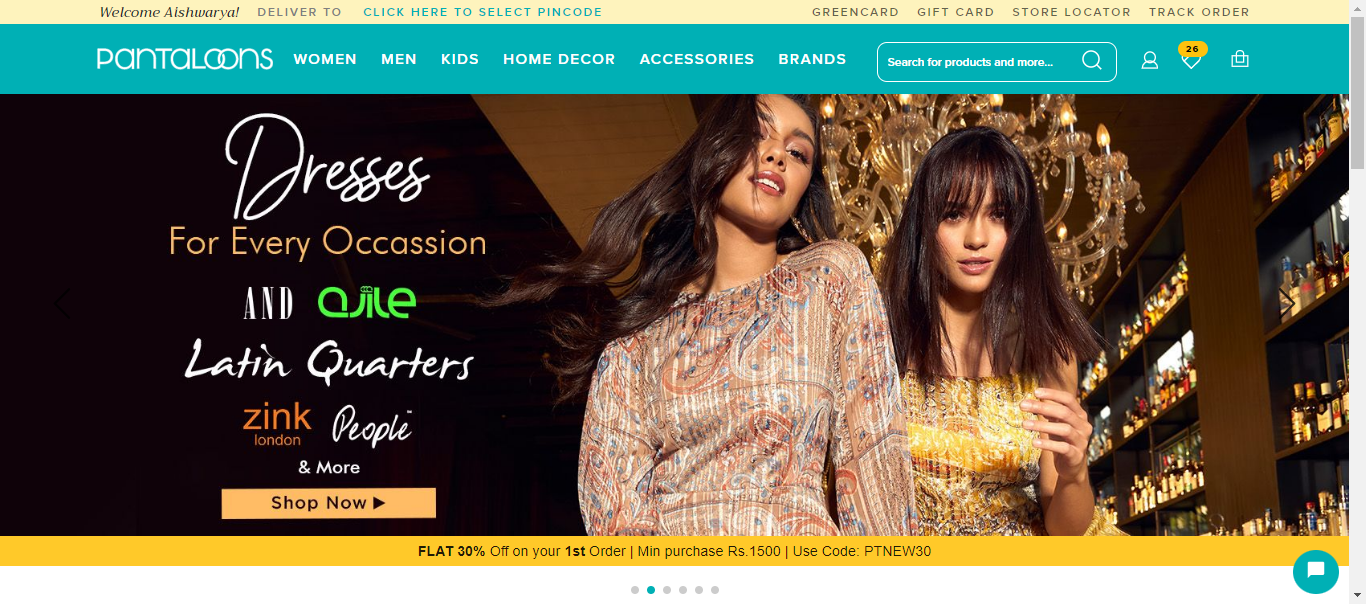 Welcome Aishwarya! DELIVER TO CLICK HERE TO SELECT PINCODE GREENCARD GIFT CARD STORE LOCATOR TRACK ORDER
PANTALOONS WOMEN MEN KIDS HOME DECOR ACCESSORIES BRANDS Search for products and more... 26
Dresses
For Every Occassion
AND ajile
Latin Quarters
zink london People™
& More
Shop Now
FLAT 30% Off on your 1st Order | Min purchase Rs.1500 | Use Code: PTNEW30